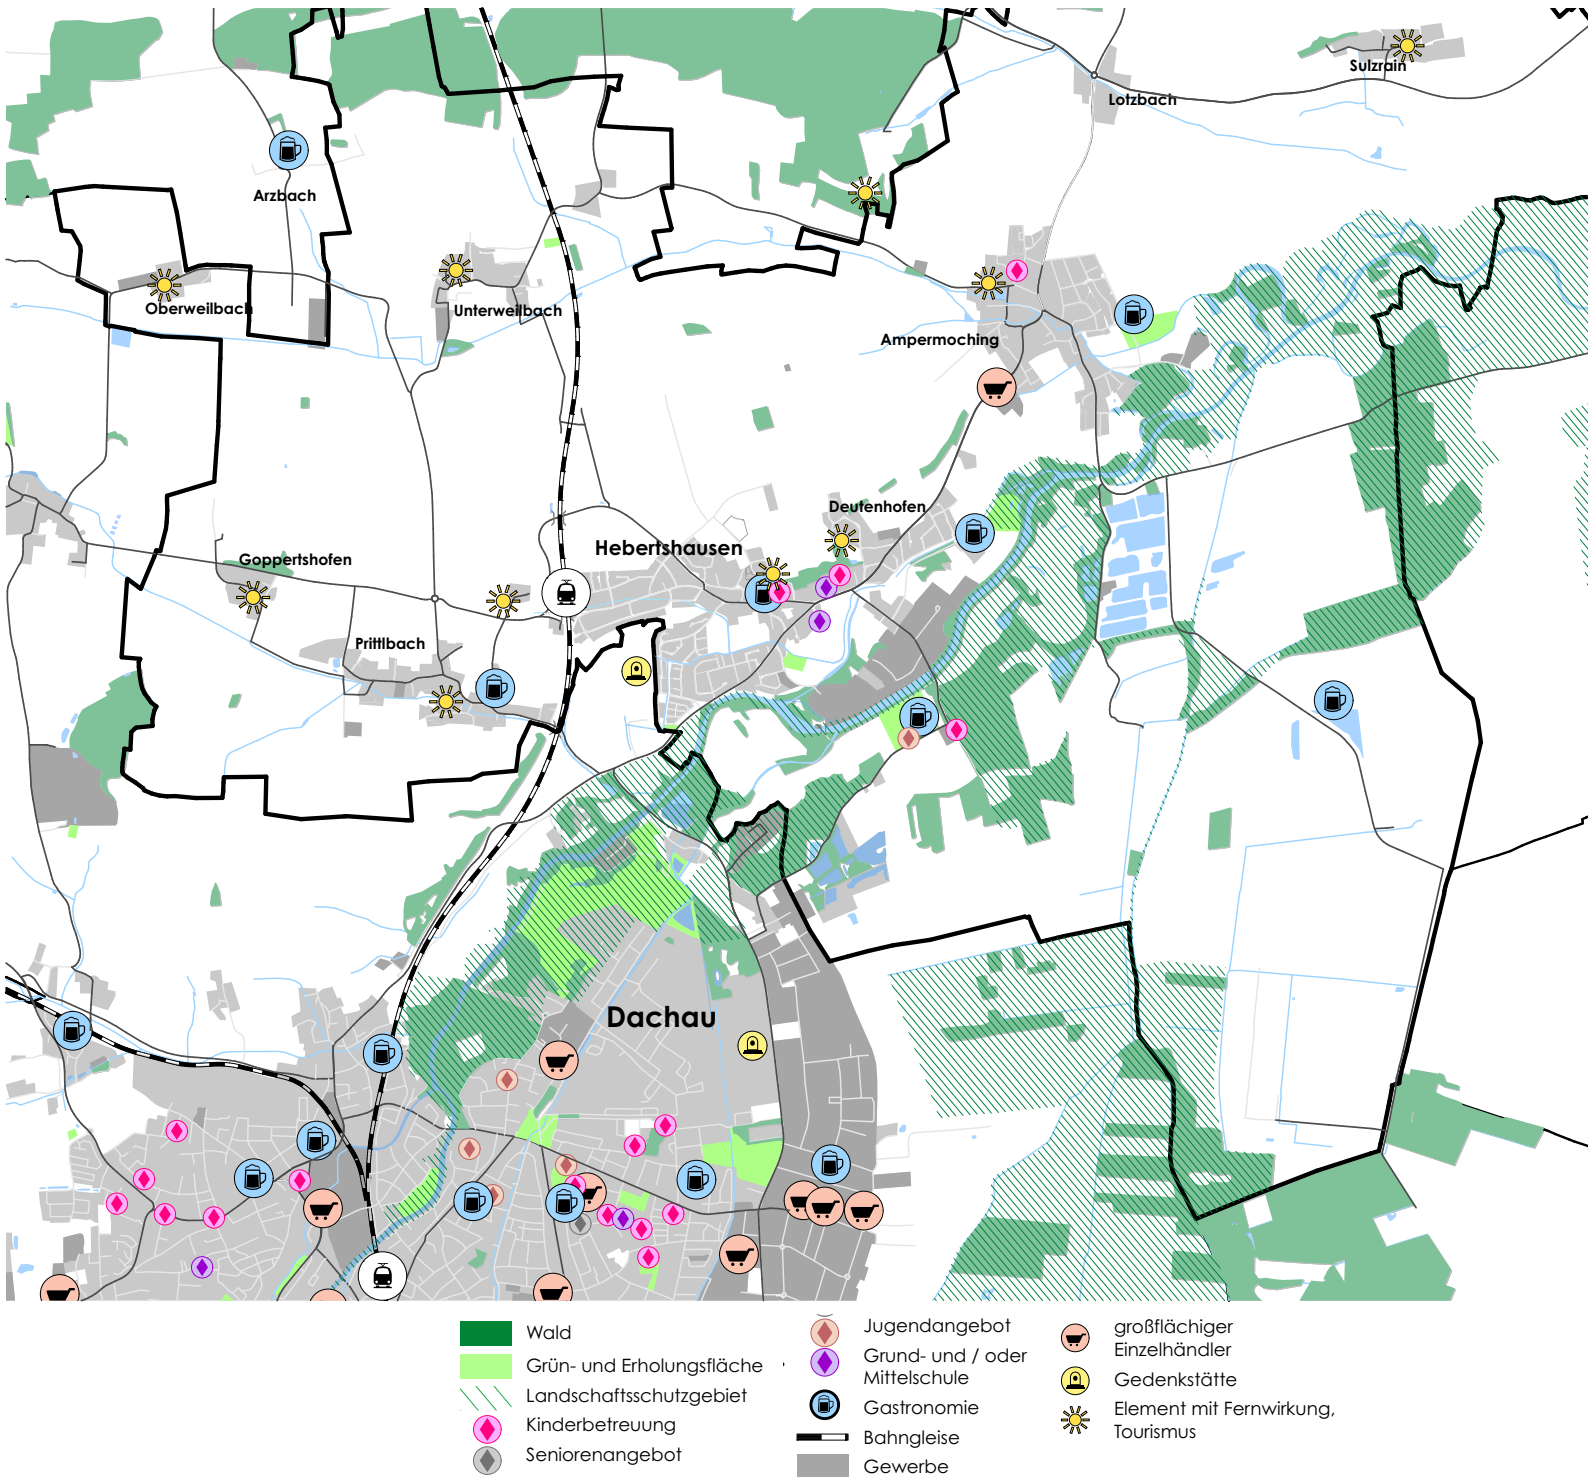 Sulzrain
Lotzbach
Arzbach
Oberweilbach
Unterweilbach
Ampermoching
Deutenhofen
Hebertshausen
Goppertshofen
Prittlbach
Dachau
Wald
Grün- und Erholungsfläche
Landschaftsschutzgebiet
Kinderbetreuung
Seniorenangebot
Jugendangebot
Grund- und / oder
Mittelschule
Gastronomie
Bahngleise
Gewerbe
großflächiger
Einzelhändler
Gedenkstätte
Element mit Fernwirkung,
Tourismus